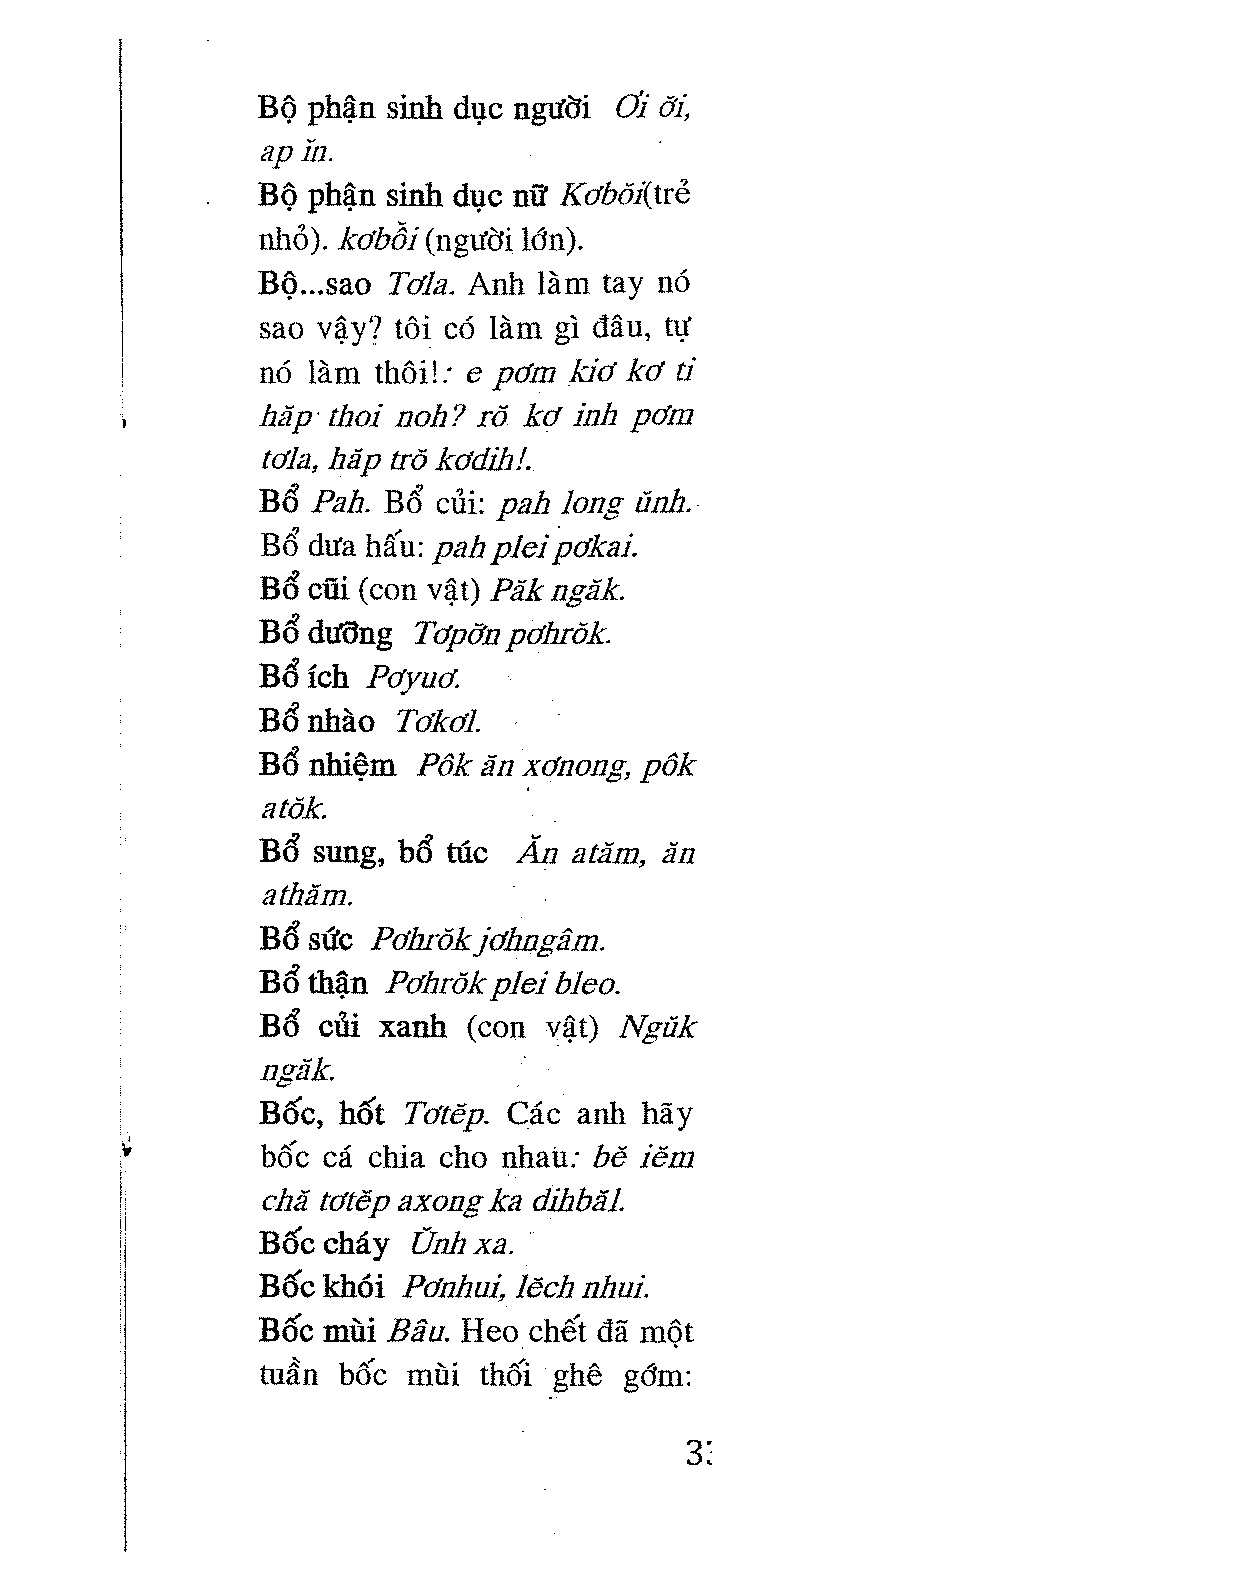 Bộ phận sinh dục người Ơi ơ̆i,
ap ĭn.
Bộ phận sinh dục nữ Kơbŏi(trẻ
nhỏ). kơbồi (người lớn).
Bộ...sao Tơla. Anh làm tay nó
sao vậy? tôi có làm gì đâu, tự
nó làm thôi!: e pơm kiơ kơ ti
hăp thoi noh? rŏ kơ inh pơm
tơla, hăp trŏ kơdih!.
Bổ Pah. Bổ củi: pah long ŭnh.
Bổ dưa hấu: pah plei pơkai.
Bổ cũi (con vật) Păk ngăk.
Bổ dưỡng Tơpơ̆n pơhrŏk.
Bổ ích Pơyuơ.
Bổ nhào Tơkơl.
Bổ nhiệm Pôk ăn xơnong, pôk
atŏk.
Bổ sung, bổ túc Ăn atăm, ăn
athăm.
Bổ sức Pơhrŏk jơhngâm.
Bổ thận Pơhrŏk plei bleo.
Bổ củi xanh (con vật) Ngŭk
ngăk.
Bốc, hốt Tơtĕp. Các anh hãy
bốc cá chia cho nhau: bĕ iĕm
chă tơtĕp axong ka dihbăl.
Bốc cháy Ŭnh xa.
Bốc khói Pơnhui, lĕch nhui.
Bốc mùi Bâu. Heo chết đã một
tuần bốc mùi thối ghê gớm: